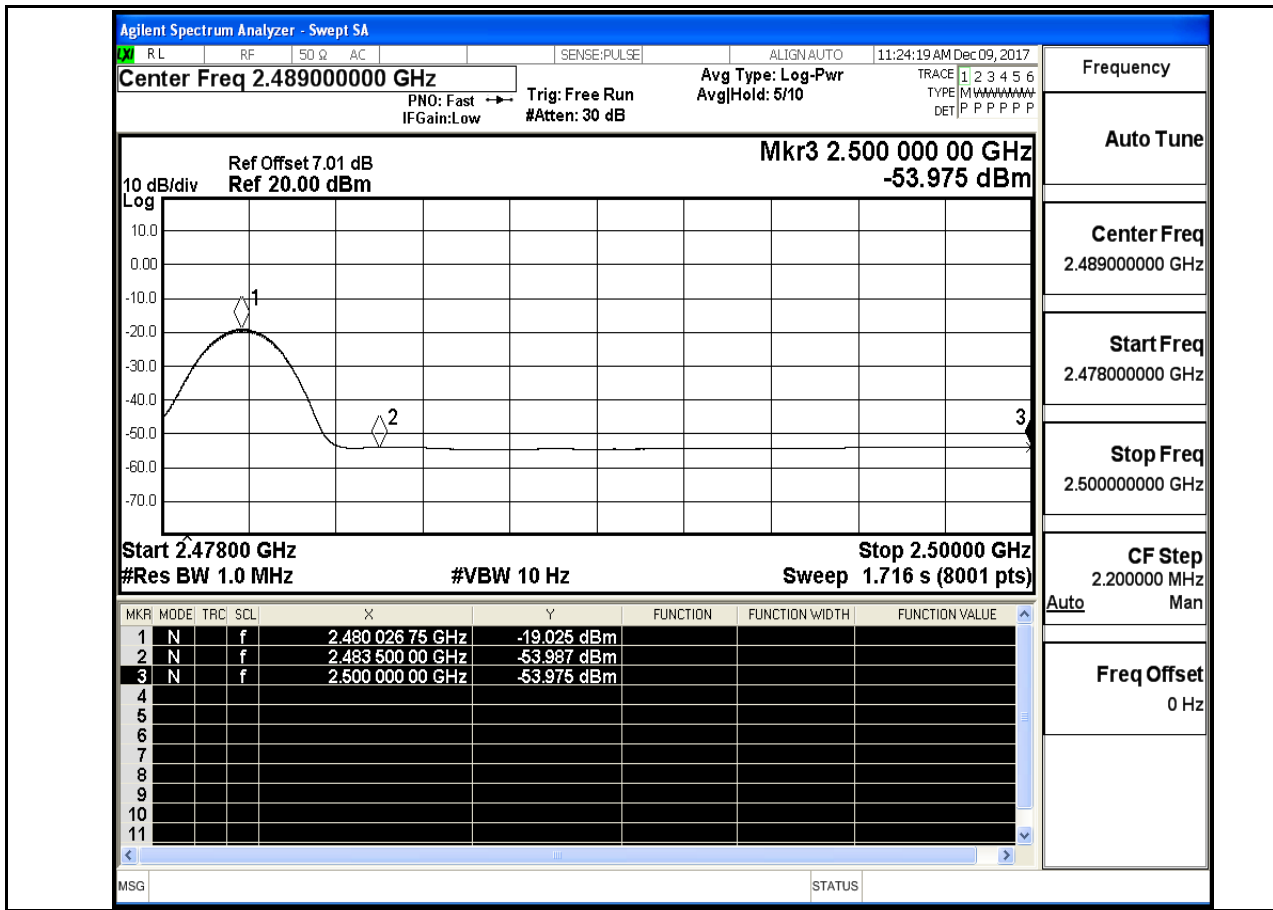 Agilent Spectrum Analyzer - Swept SA
LXI RL RF 50 Ω AC SENSE:PULSE ALIGN AUTO 11:24:19 AM Dec 09, 2017
Center Freq 2.489000000 GHz
PNO: Fast
IFGain:Low
Trig: Free Run
#Atten: 30 dB
Avg Type: Log-Pwr
Avg|Hold: 5/10
TRACE 1 2 3 4 5 6
TYPE M WWWWW
DET P P P P P P
Ref Offset 7.01 dB
10 dB/div Ref 20.00 dBm
Log
Mkr3 2.500 000 00 GHz
-53.975 dBm
10.0
0.00
-10.0
-20.0
-30.0
-40.0
-50.0
-60.0
-70.0
1
2
3
Start 2.47800 GHz Stop 2.50000 GHz
#Res BW 1.0 MHz #VBW 10 Hz Sweep 1.716 s (8001 pts)
MKR MODE TRC SCL X Y FUNCTION FUNCTION WIDTH FUNCTION VALUE
1 N f 2.480 026 75 GHz -19.025 dBm
2 N f 2.483 500 00 GHz -53.987 dBm
3 N f 2.500 000 00 GHz -53.975 dBm
4
5
6
7
8
9
10
11
MSG STATUS
Frequency
Auto Tune
Center Freq
2.489000000 GHz
Start Freq
2.478000000 GHz
Stop Freq
2.500000000 GHz
CF Step
2.200000 MHz
Auto Man
Freq Offset
0 Hz